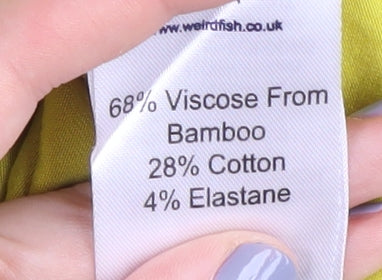 www.weirdfish.co.uk
68% Viscose From
Bamboo
28% Cotton
4% Elastane